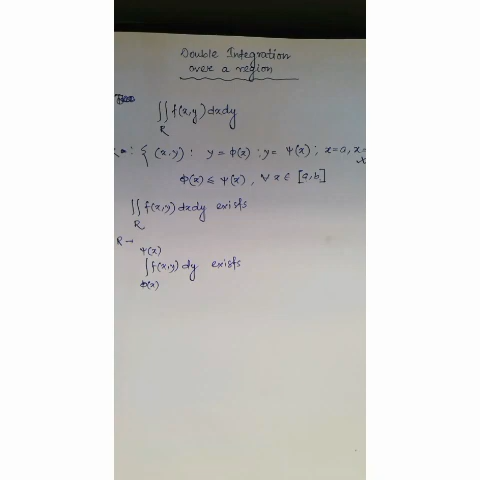 Double Integration
over a region
∬ f(x,y) dxdy
R
: { (x,y) : y = ϕ(x) ; y = ψ(x) ; x=a, x=
ϕ(x) ≤ ψ(x) , ∀ x ∈ [a,b]
∬ f(x,y) dxdy exists
R
R →
ψ(x)
∫ f(x,y) dy exists
ϕ(x)